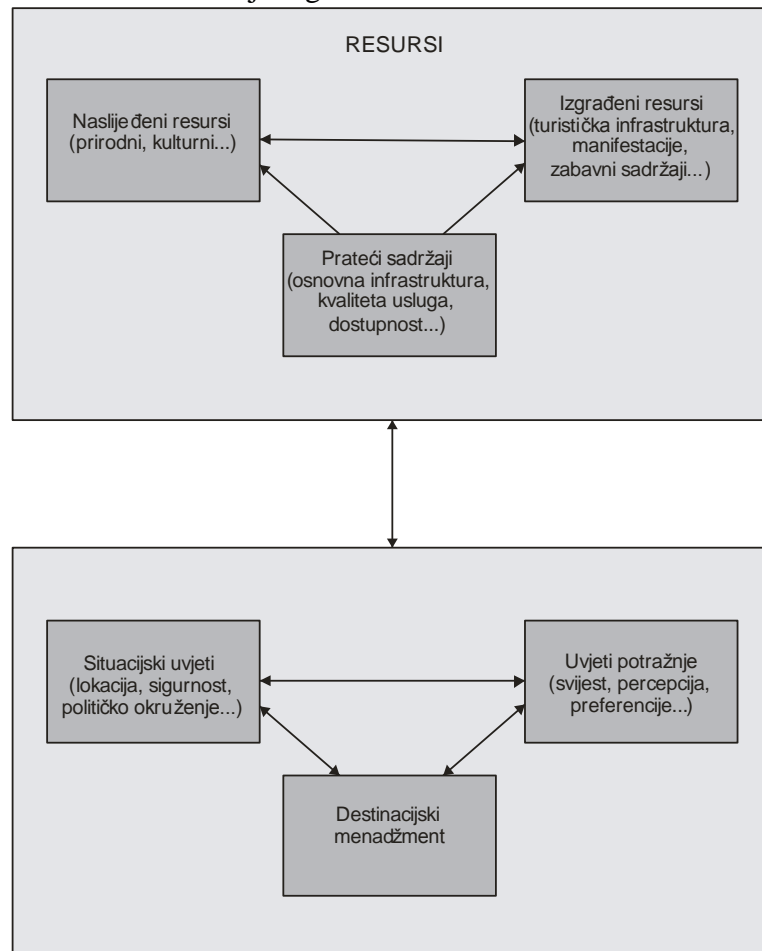 RESURSI
Naslijeđeni resursi
(prirodni, kulturni...)
Izgrađeni resursi
(turistička infrastruktura,
manifestacije,
zabavni sadržaji...)
Prateći sadržaji
(osnovna infrastruktura,
kvaliteta usluga,
dostupnost...)
Situacijski uvjeti
(lokacija, sigurnost,
političko okruženje...)
Uvjeti potražnje
(svijest, percepcija,
preferencije...)
Destinacijski
menadžment